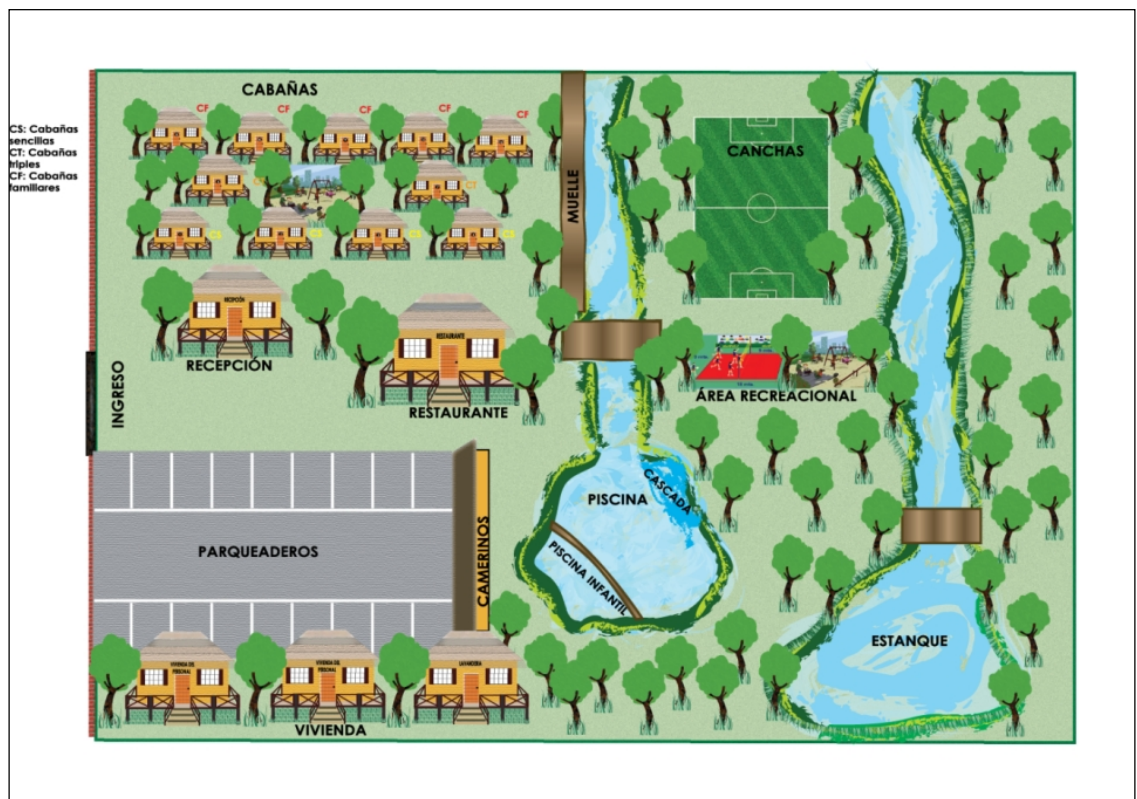 CABAÑAS
CF
CF
CF
CF
CF
CS: Cabañas
sencillas
CT: Cabañas
triples
CF: Cabañas
familiares
CT
CS
CS
CS
CS
MUELLE
CANCHAS
RECEPCIÓN
RECEPCIÓN
RESTAURANTE
RESTAURANTE
INGRESO
ÁREA RECREACIONAL
PISCINA
CASCADA
PISCINA INFANTIL
PARQUEADEROS
CAMERINOS
ESTANQUE
VIVIENDA DEL
PERSONAL
VIVIENDA DEL
PERSONAL
LAVANDERIA
VIVIENDA